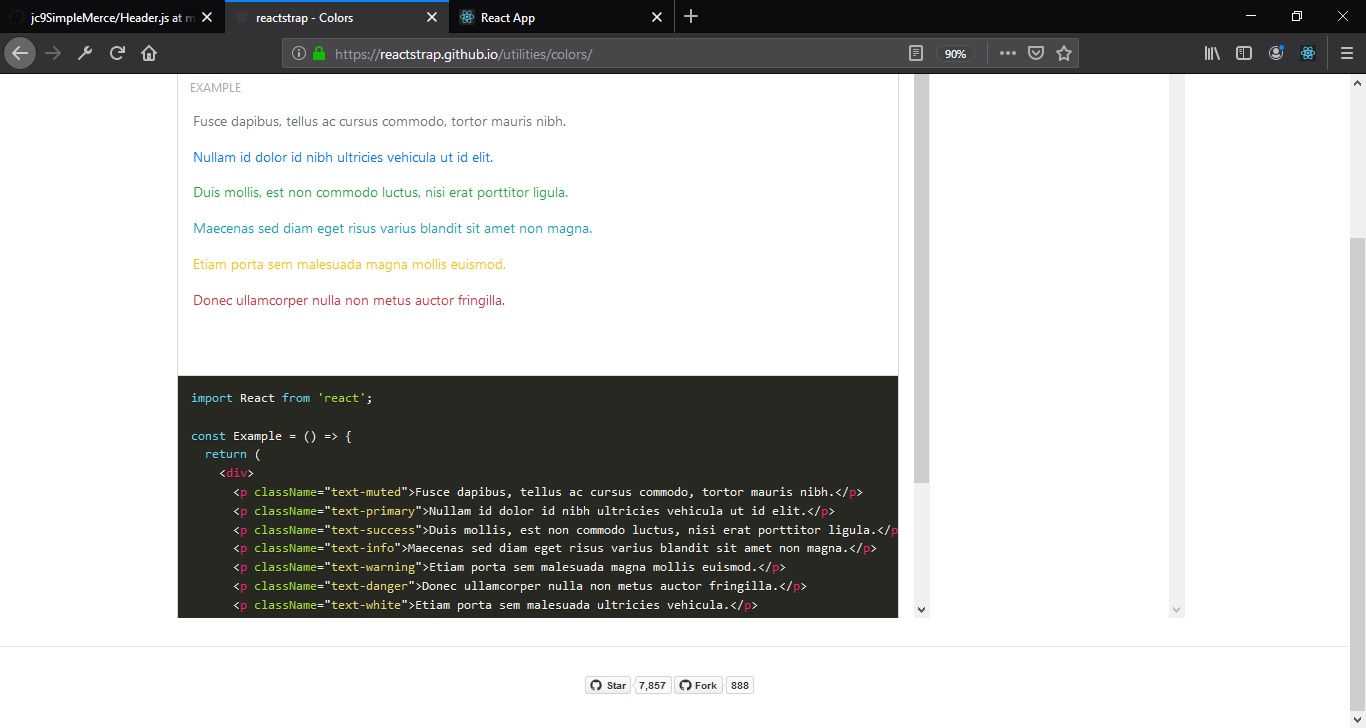 jc9SimpleMerce/Header.js at m
reactstrap - Colors
React App
https://reactstrap.github.io/utilities/colors/
90%
EXAMPLE
Fusce dapibus, tellus ac cursus commodo, tortor mauris nibh.
Nullam id dolor id nibh ultricies vehicula ut id elit.
Duis mollis, est non commodo luctus, nisi erat porttitor ligula.
Maecenas sed diam eget risus varius blandit sit amet non magna.
Etiam porta sem malesuada magna mollis euismod.
Donec ullamcorper nulla non metus auctor fringilla.
import React from 'react';
const Example = () => {
return (
<div>
<p className="text-muted">Fusce dapibus, tellus ac cursus commodo, tortor mauris nibh.</p>
<p className="text-primary">Nullam id dolor id nibh ultricies vehicula ut id elit.</p>
<p className="text-success">Duis mollis, est non commodo luctus, nisi erat porttitor ligula.</p
<p className="text-info">Maecenas sed diam eget risus varius blandit sit amet non magna.</p>
<p className="text-warning">Etiam porta sem malesuada magna mollis euismod.</p>
<p className="text-danger">Donec ullamcorper nulla non metus auctor fringilla.</p>
<p className="text-white">Etiam porta sem malesuada ultricies vehicula.</p>
Star 7,857 Fork 888